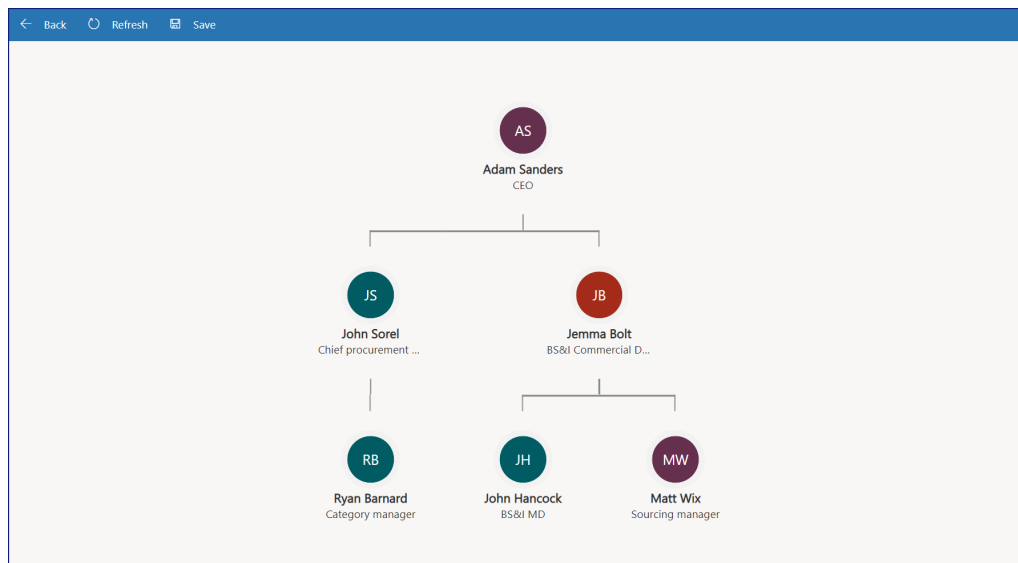 Back Refresh Save
AS
Adam Sanders
CEO
JS JB
John Sorel Jemma Bolt
Chief procurement ... BS&I Commercial D...
RB JH MW
Ryan Barnard John Hancock Matt Wix
Category manager BS&I MD Sourcing manager